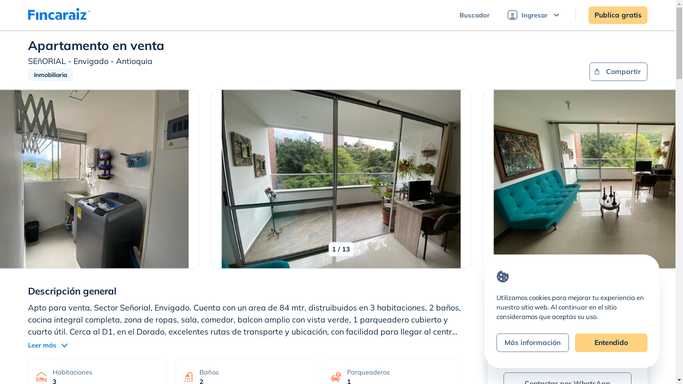 Fincaraiz
Buscador
Ingresar
Publica gratis
Apartamento en venta
SEñORIAL - Envigado - Antioquia
Inmobiliaria
Compartir
1 / 13
Descripción general
Apto para venta, Sector Señorial, Envigado. Cuenta con un area de 84 mtr, distruibuidos en 3 habitaciones, 2 baños,
cocina integral completa, zona de ropas, sala, comedor, balcon amplio con vista verde, 1 parqueadero cubierto y
cuarto útil. Cerca al D1, en el Dorado, excelentes rutas de transporte y ubicación, con facilidad para llegar al centr...
Leer más
Habitaciones
3
Baños
2
Parqueaderos
1
Utilizamos cookies para mejorar tu experiencia en
nuestro sitio web. Al continuar en el sitio
consideramos que aceptas su uso.
Más información
Entendido
Contactar por WhatsApp